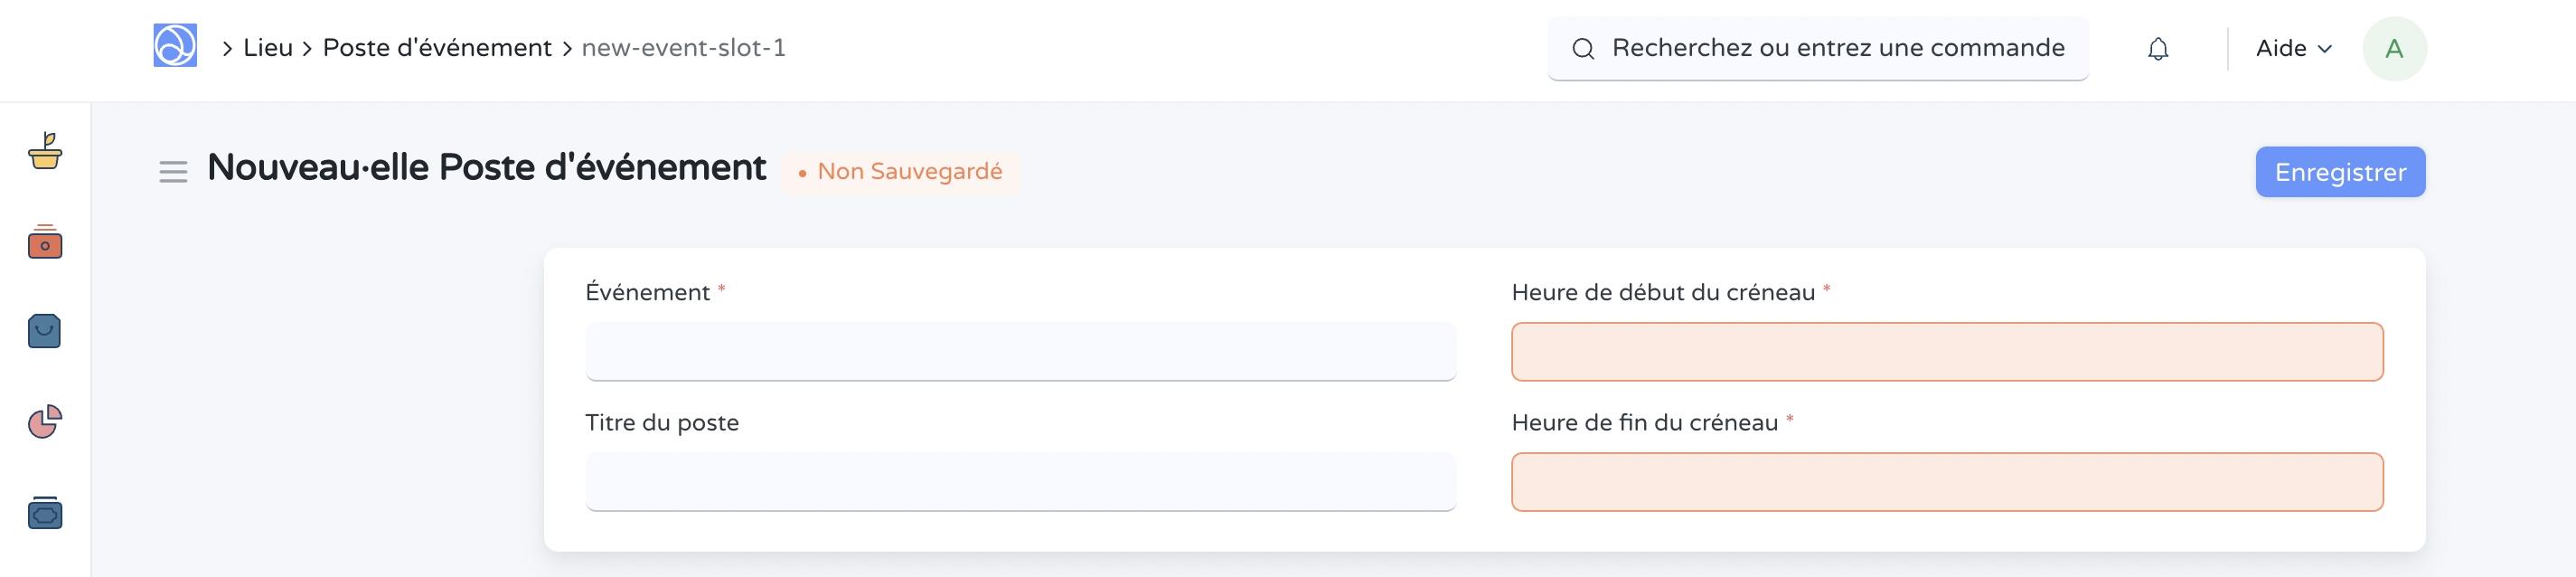 Lieu Poste d'événement new-event-slot-1
Recherchez ou entrez une commande
Aide
A
Nouveau·elle Poste d'événement
• Non Sauvegardé
Enregistrer
Événement *
Heure de début du créneau *
Titre du poste
Heure de fin du créneau *